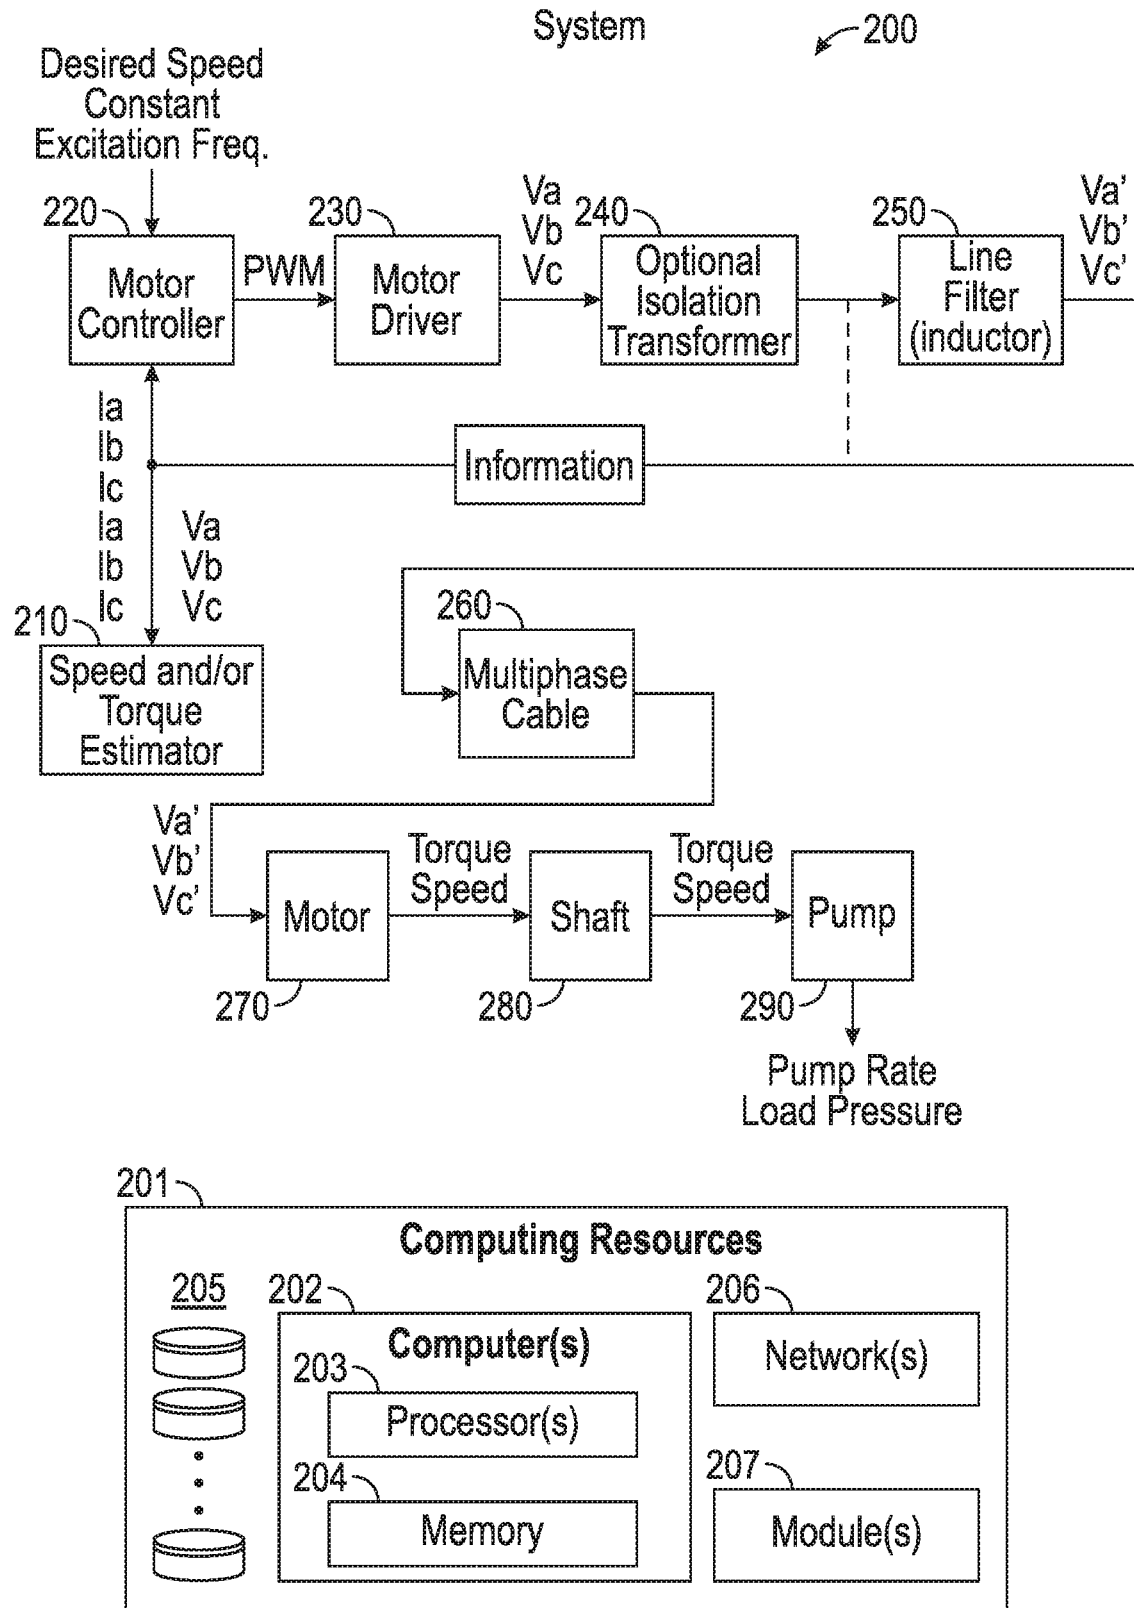 System
200
Desired Speed
Constant
Excitation Freq.
220
Motor
Controller
PWM
230
Motor
Driver
Va
Vb
Vc
240
Optional
Isolation
Transformer
250
Line
Filter
(inductor)
Va'
Vb'
Vc'
Ia
Ib
Ic
Information
Ia
Ib
Ic
Va
Vb
Vc
210
Speed and/or
Torque
Estimator
260
Multiphase
Cable
Va'
Vb'
Vc'
Motor
270
Torque
Speed
Shaft
280
Torque
Speed
Pump
290
Pump Rate
Load Pressure
201
Computing Resources
205
202
Computer(s)
203
Processor(s)
204
Memory
206
Network(s)
207
Module(s)